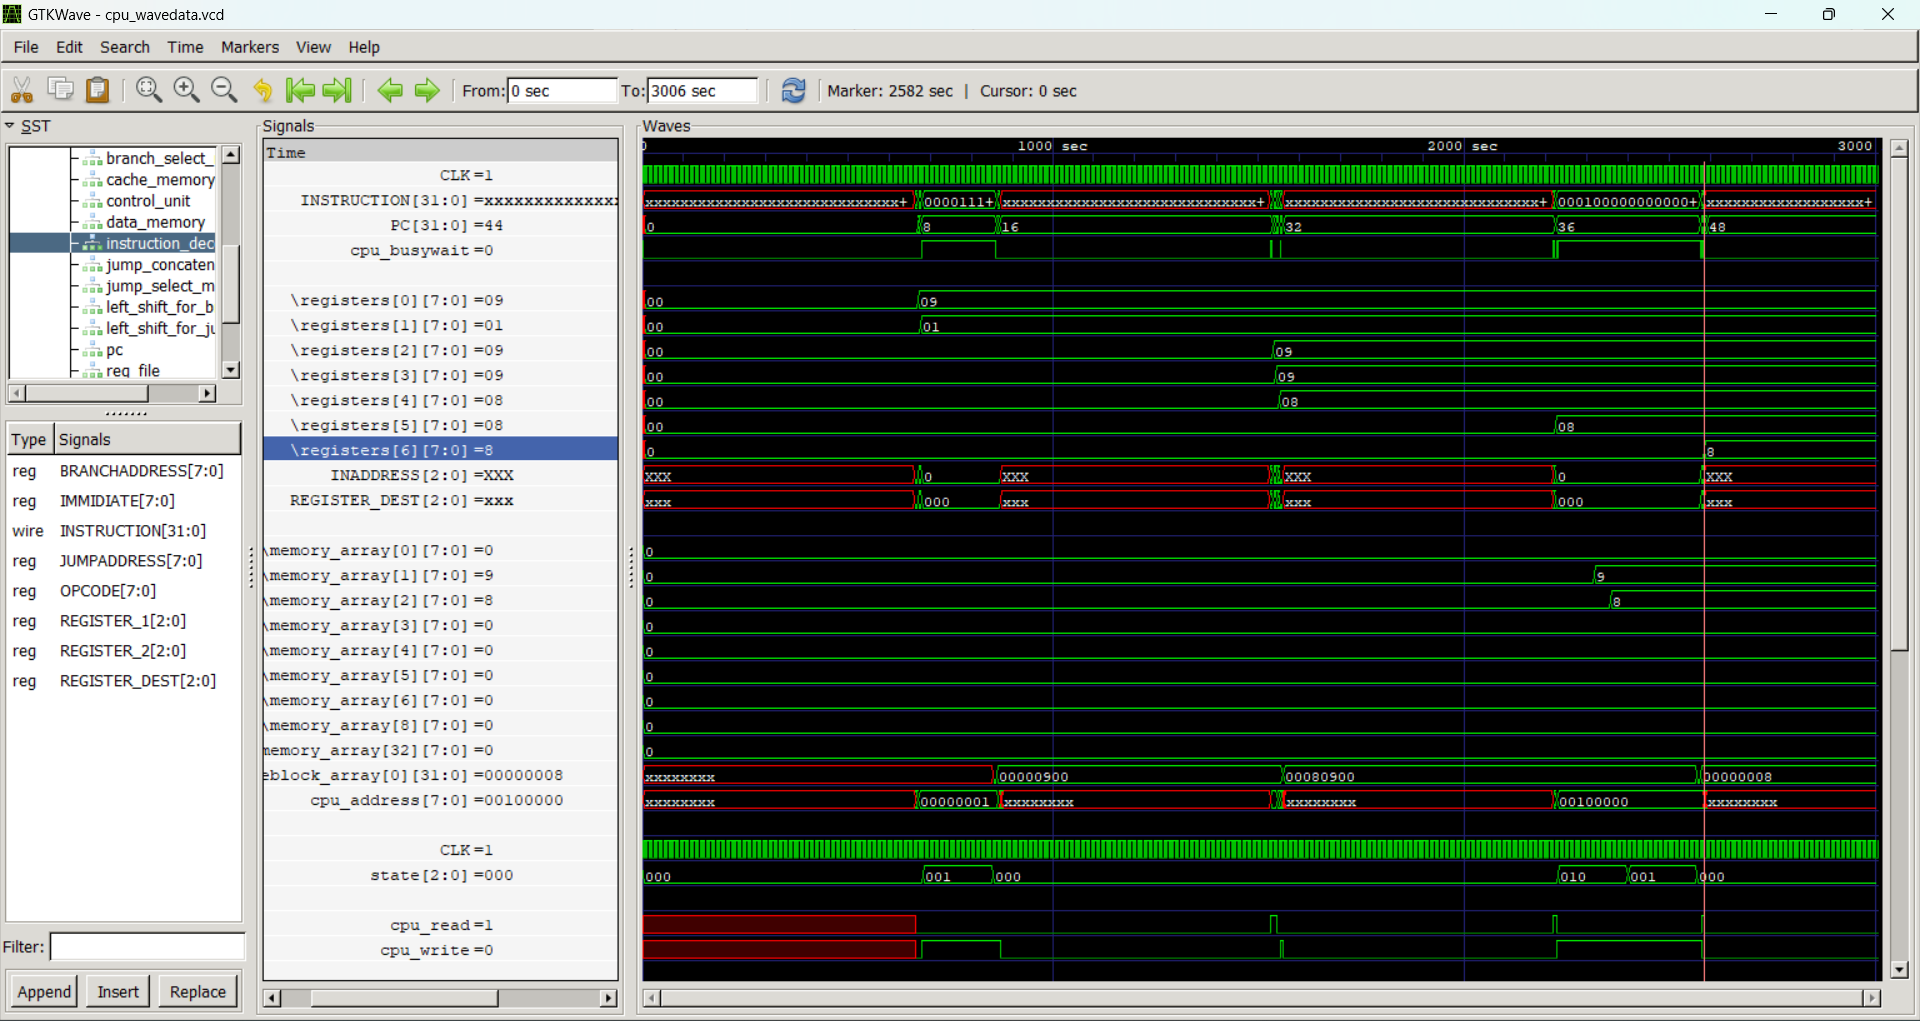 GTKWave - cpu_wavedata.vcd
File Edit Search Time Markers View Help
From: 0 sec To: 3006 sec Marker: 2582 sec | Cursor: 0 sec
SST
branch_select_
cache_memory
control_unit
data_memory
instruction_dec
jump_concaten
jump_select_m
left_shift_for_b
left_shift_for_ju
pc
reg_file
Type Signals
reg BRANCHADDRESS[7:0]
reg IMMIDIATE[7:0]
wire INSTRUCTION[31:0]
reg JUMPADDRESS[7:0]
reg OPCODE[7:0]
reg REGISTER_1[2:0]
reg REGISTER_2[2:0]
reg REGISTER_DEST[2:0]
Filter:
Append Insert Replace
Signals
Time
CLK=1
INSTRUCTION[31:0]=xxxxxxxxxxxxxx
PC[31:0]=44
cpu_busywait=0
\registers[0][7:0]=09
\registers[1][7:0]=01
\registers[2][7:0]=09
\registers[3][7:0]=09
\registers[4][7:0]=08
\registers[5][7:0]=08
\registers[6][7:0]=8
INADDRESS[2:0]=XXX
REGISTER_DEST[2:0]=xxx
\memory_array[0][7:0]=0
\memory_array[1][7:0]=9
\memory_array[2][7:0]=8
\memory_array[3][7:0]=0
\memory_array[4][7:0]=0
\memory_array[5][7:0]=0
\memory_array[6][7:0]=0
\memory_array[8][7:0]=0
memory_array[32][7:0]=0
eblock_array[0][31:0]=00000008
cpu_address[7:0]=00100000
CLK=1
state[2:0]=000
cpu_read=1
cpu_write=0
Waves
0 1000 sec 2000 sec 3000
xxxxxxxxxxxxxxxxxxxxxxxxxxxxx+ 0000111+ xxxxxxxxxxxxxxxxxxxxxxxxxxxxx+ xxxxxxxxxxxxxxxxxxxxxxxxxxxxx+ 000100000000000+ xxxxxxxxxxxxxxxxxx+
0 8 16 32 36 48
00 09
00 01
00 09
00 09
00 08
00 08
0 8
XXX 0 XXX XXX 0 XXX
xxx 000 xxx xxx 000 xxx
0
0 9
0 8
0
0
0
0
0
0
xxxxxxxx 00000900 00080900 00000008
xxxxxxxx 00000001 xxxxxxxx xxxxxxxx 00100000 xxxxxxxx
000 001 000 010 001 000